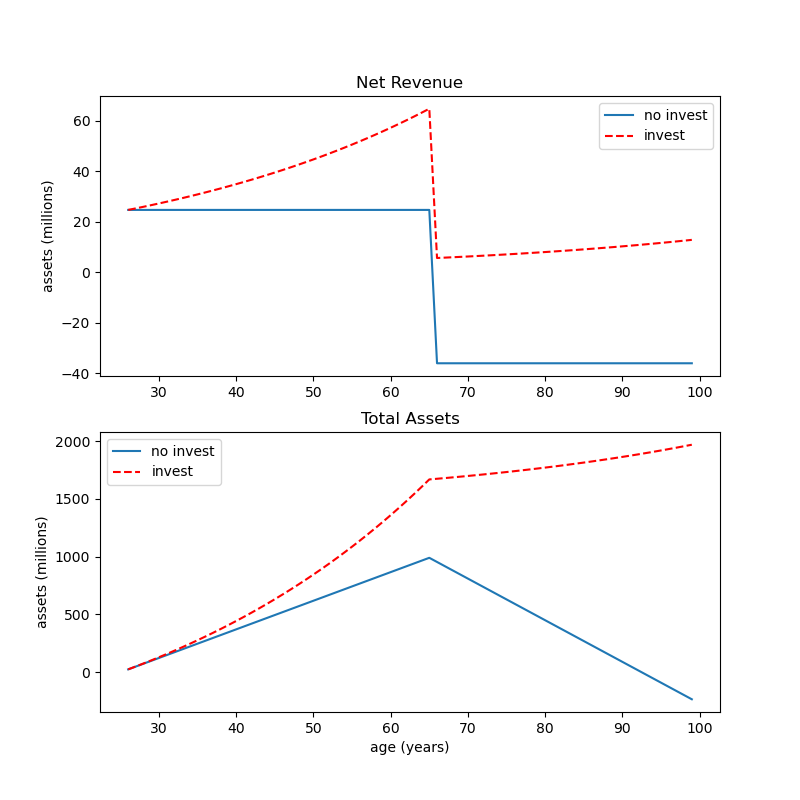 Net Revenue
60
40
20
0
−20
−40
assets (millions)
no invest
invest
30 40 50 60 70 80 90 100
Total Assets
2000
1500
1000
500
0
assets (millions)
no invest
invest
30 40 50 60 70 80 90 100
age (years)